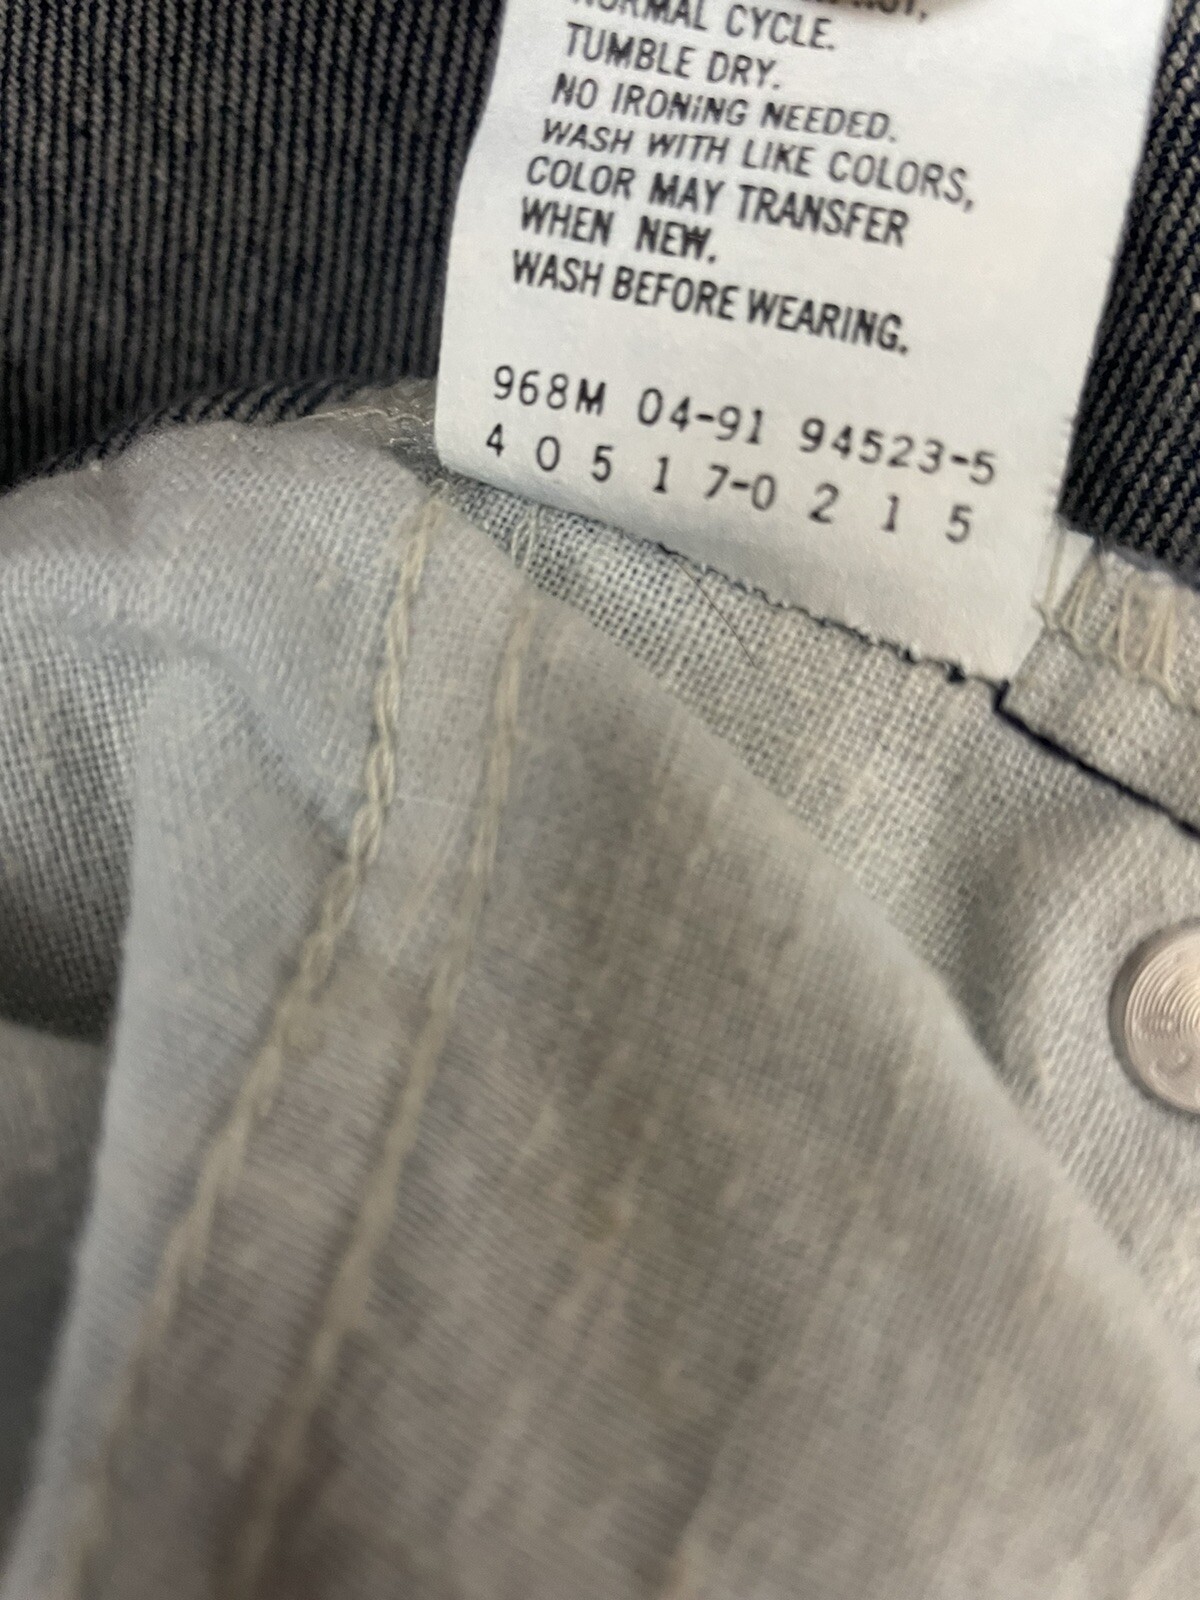 NORMAL CYCLE.
TUMBLE DRY.
NO IRONING NEEDED.
WASH WITH LIKE COLORS,
COLOR MAY TRANSFER
WHEN NEW.
WASH BEFORE WEARING.
968M 04-91 94523-5
4 0 5 1 7-0 2 1 5